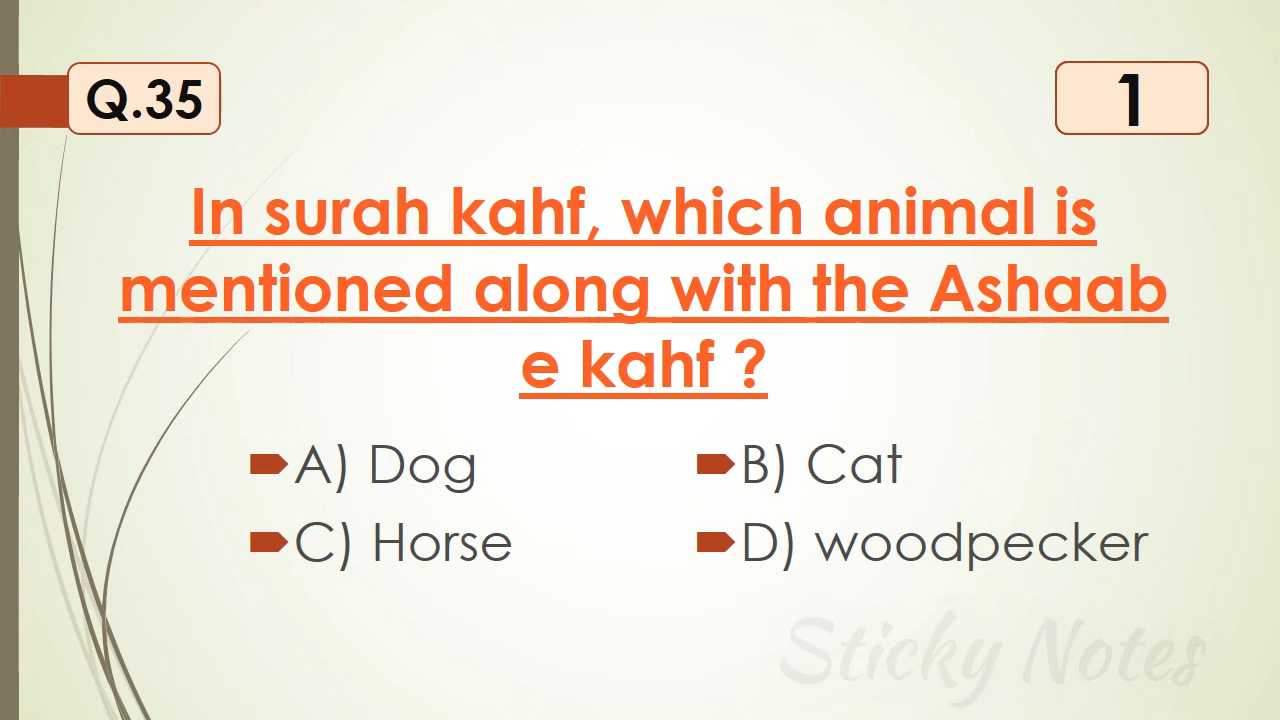 Q.35
1
In surah kahf, which animal is
mentioned along with the Ashaab
e kahf ?
A) Dog
B) Cat
C) Horse
D) woodpecker
Sticky Notes